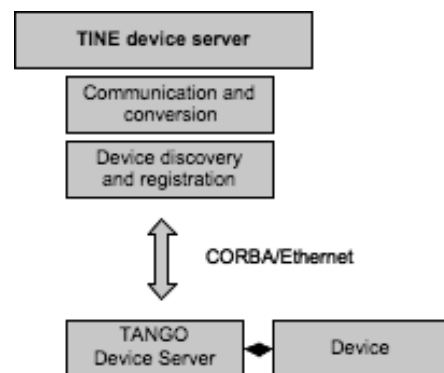 TINE device server
Communication and
conversion
Device discovery
and registration
CORBA/Ethernet
TANGO
Device Server
Device